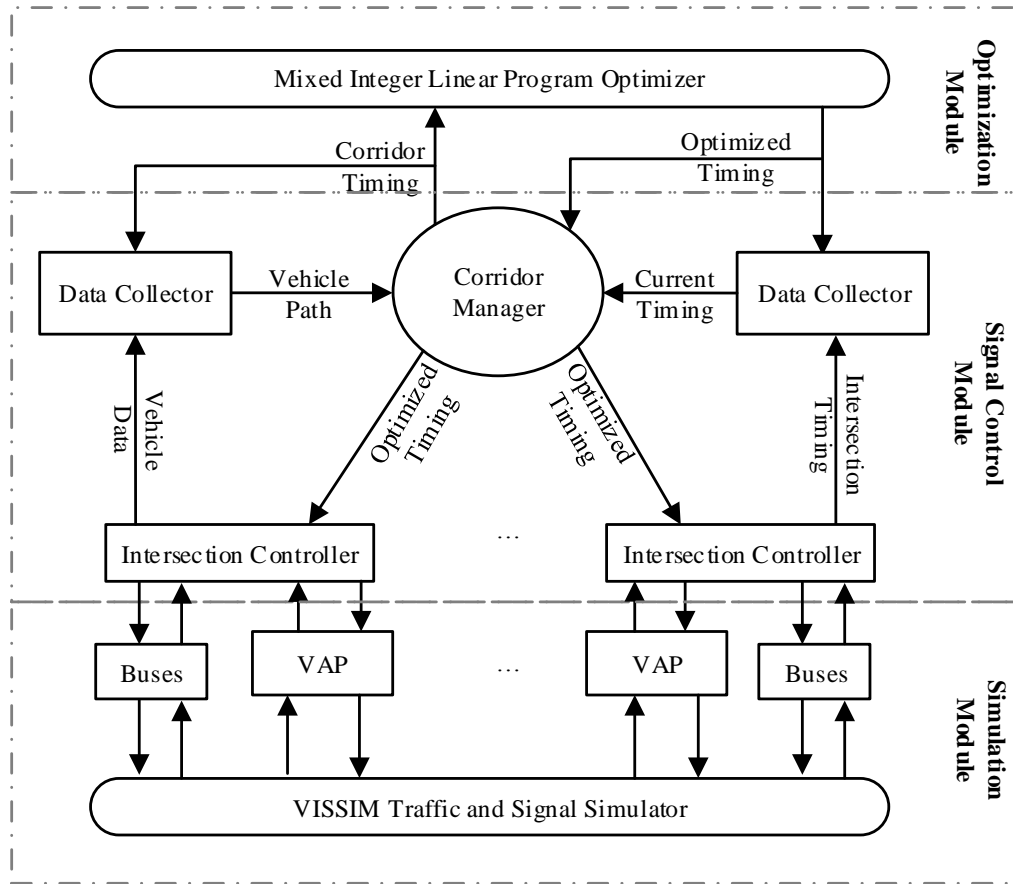 Mixed Integer Linear Program Optimizer
Optimization
Module
Corridor
Timing
Optimized
Timing
Data Collector
Vehicle
Path
Corridor
Manager
Current
Timing
Data Collector
Signal Control
Module
Vehicle
Data
Optimized
Timing
Optimized
Timing
Intersection
Timing
Intersection Controller
...
Intersection Controller
Buses
VAP
...
VAP
Buses
Simulation
Module
VISSIM Traffic and Signal Simulator